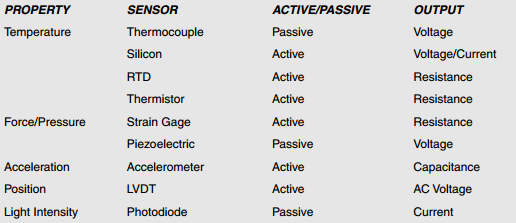 PROPERTY SENSOR ACTIVE/PASSIVE OUTPUT
Temperature Thermocouple Passive Voltage
Silicon Active Voltage/Current
RTD Active Resistance
Thermistor Active Resistance
Force/Pressure Strain Gage Active Resistance
Piezoelectric Passive Voltage
Acceleration Accelerometer Active Capacitance
Position LVDT Active AC Voltage
Light Intensity Photodiode Passive Current